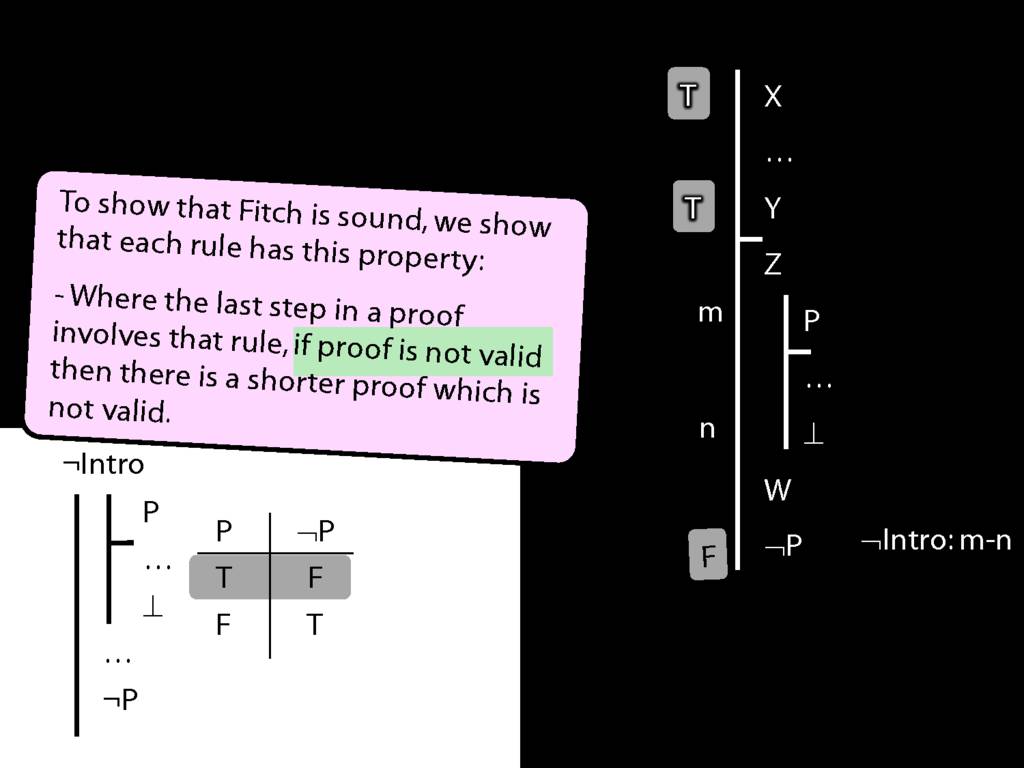 To show that Fitch is sound, we show
that each rule has this property:
- Where the last step in a proof
involves that rule, if proof is not valid
then there is a shorter proof which is
not valid.
¬Intro
P
...
⊥
...
¬P
P ¬P
T F
F T
T X
...
T Y
Z
m P
...
n ⊥
W
F ¬P ¬Intro: m-n